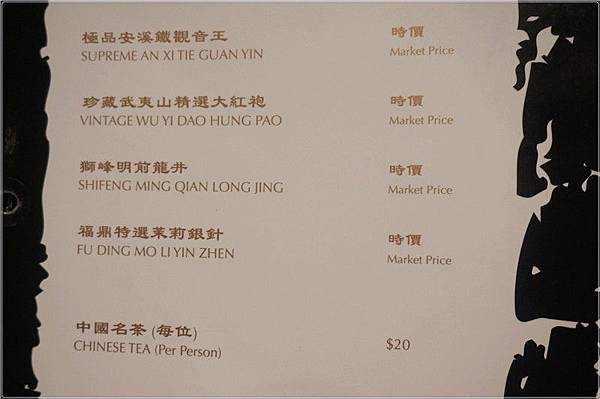 極品安溪鐵觀音王 時價
SUPREME AN XI TIE GUAN YIN Market Price
珍藏武夷山精選大紅袍 時價
VINTAGE WU YI DAO HUNG PAO Market Price
獅峰明前龍井 時價
SHIFENG MING QIAN LONG JING Market Price
福鼎特選茉莉銀針 時價
FU DING MO LI YIN ZHEN Market Price
中國名茶 (每位)
CHINESE TEA (Per Person) $20